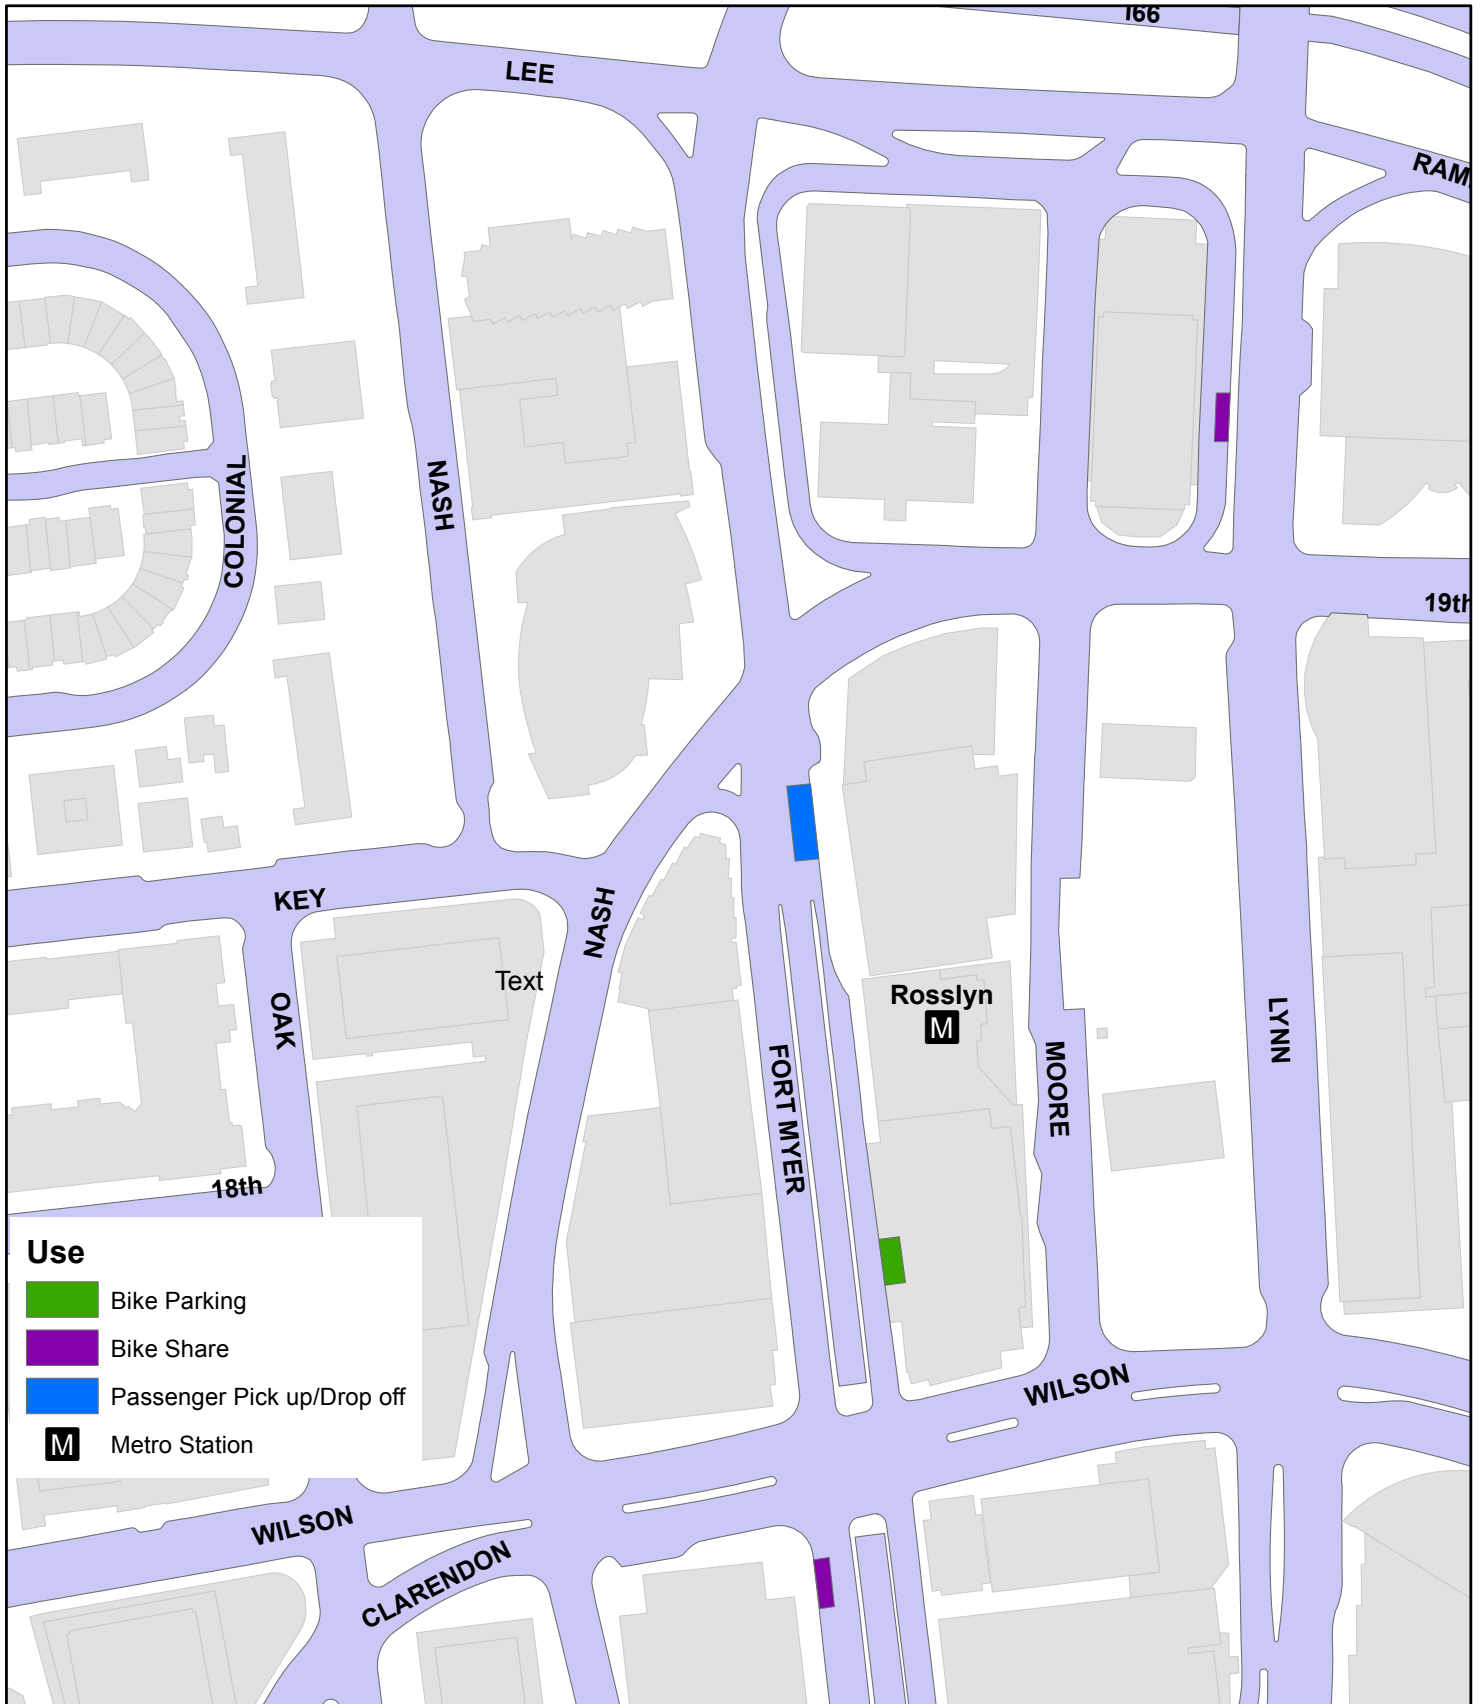 I66
LEE
RAM
COLONIAL
NASH
19th
KEY
NASH
Text
OAK
Rosslyn
M
FORT MYER
MOORE
LYNN
18th
Use
Bike Parking
Bike Share
Passenger Pick up/Drop off
M Metro Station
WILSON
WILSON
CLARENDON